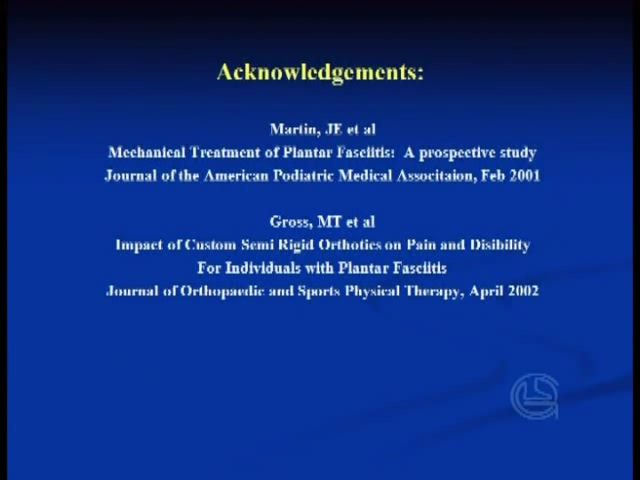 Acknowledgements:
Martin, JE et al
Mechanical Treatment of Plantar Fasciitis: A prospective study
Journal of the American Podiatric Medical Associtaion, Feb 2001
Gross, MT et al
Impact of Custom Semi Rigid Orthotics on Pain and Disibility
For Individuals with Plantar Fasciitis
Journal of Orthopaedic and Sports Physical Therapy, April 2002